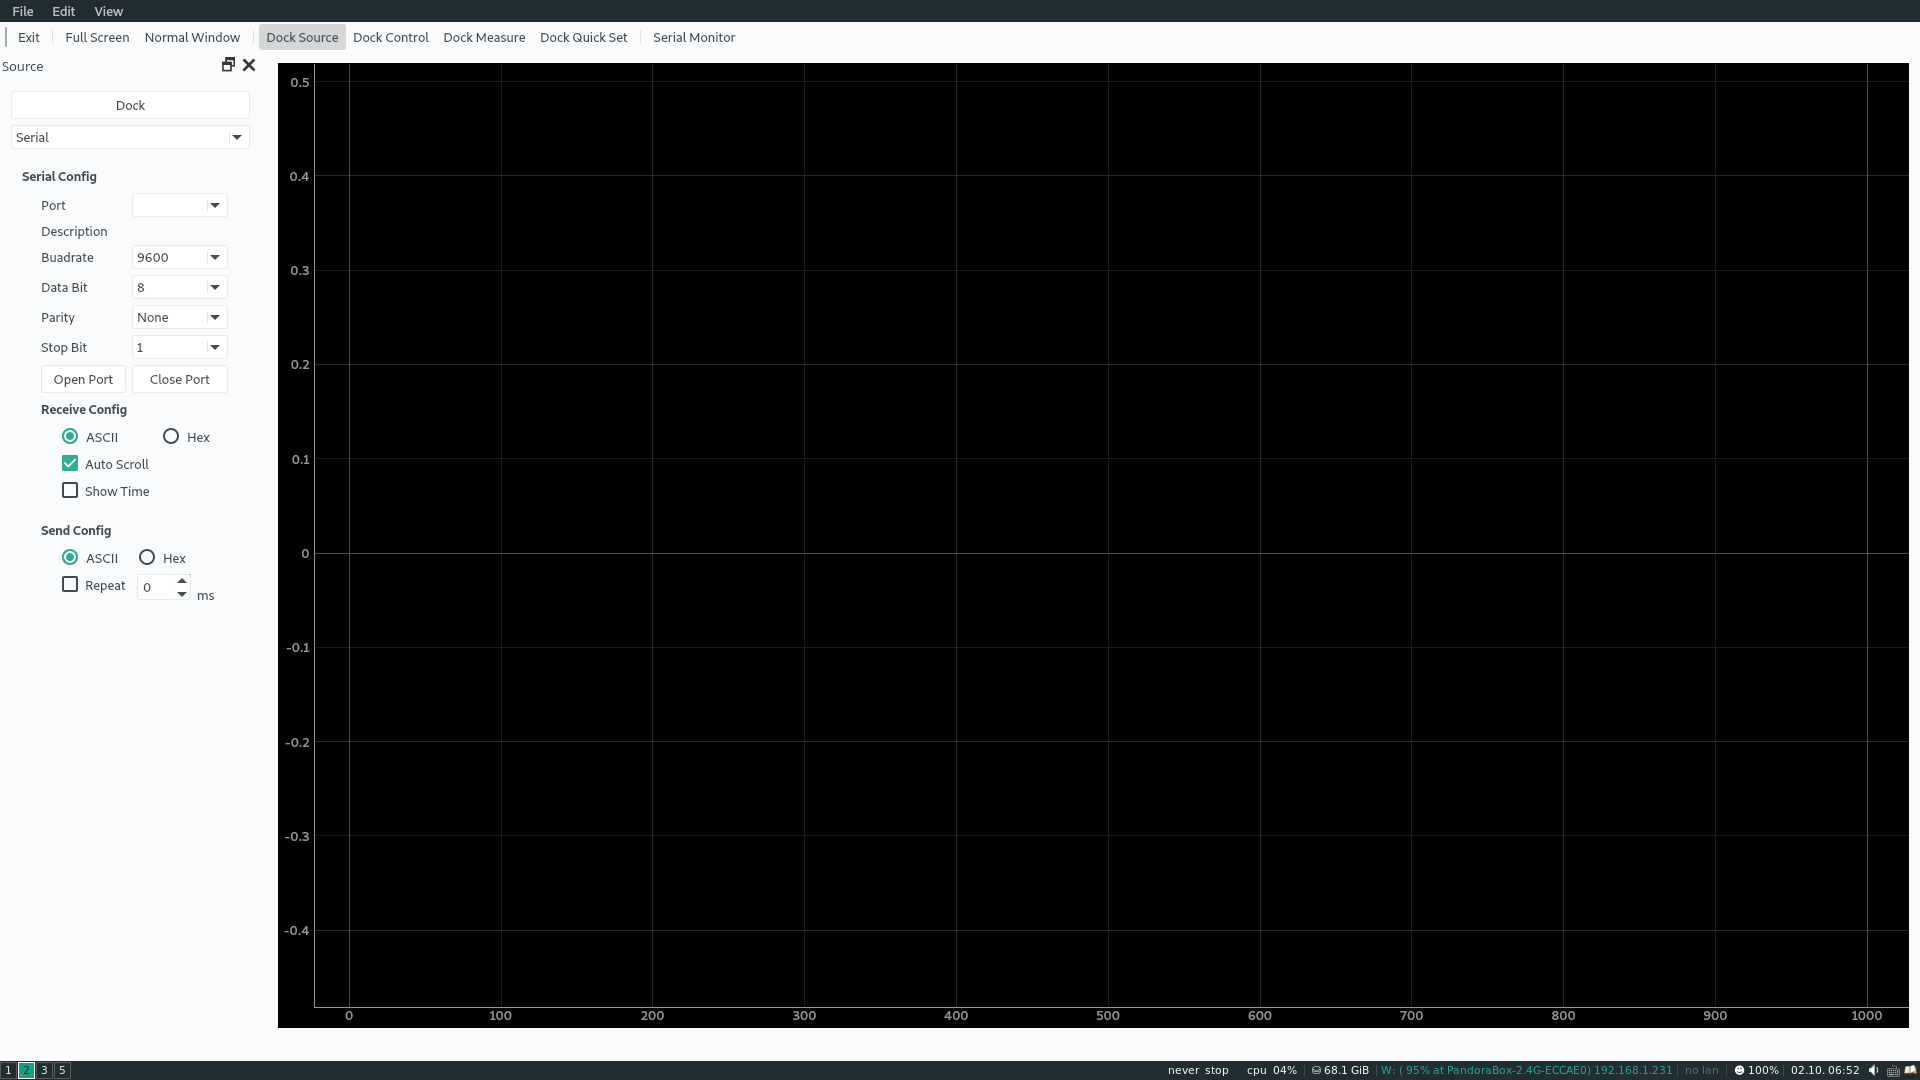 File Edit View
Exit Full Screen Normal Window Dock Source Dock Control Dock Measure Dock Quick Set Serial Monitor
Source
Dock
Serial
Serial Config
Port
Description
Buadrate 9600
Data Bit 8
Parity None
Stop Bit 1
Open Port Close Port
Receive Config
ASCII Hex
Auto Scroll
Show Time
Send Config
ASCII Hex
Repeat 0 ms
0.5
0.4
0.3
0.2
0.1
0
-0.1
-0.2
-0.3
-0.4
0 100 200 300 400 500 600 700 800 900 1000
1 2 3 5 never stop cpu 04% 68.1 GiB W: ( 95% at PandoraBox-2.4G-ECCAE0) 192.168.1.231 no lan 100% 02.10. 06:52